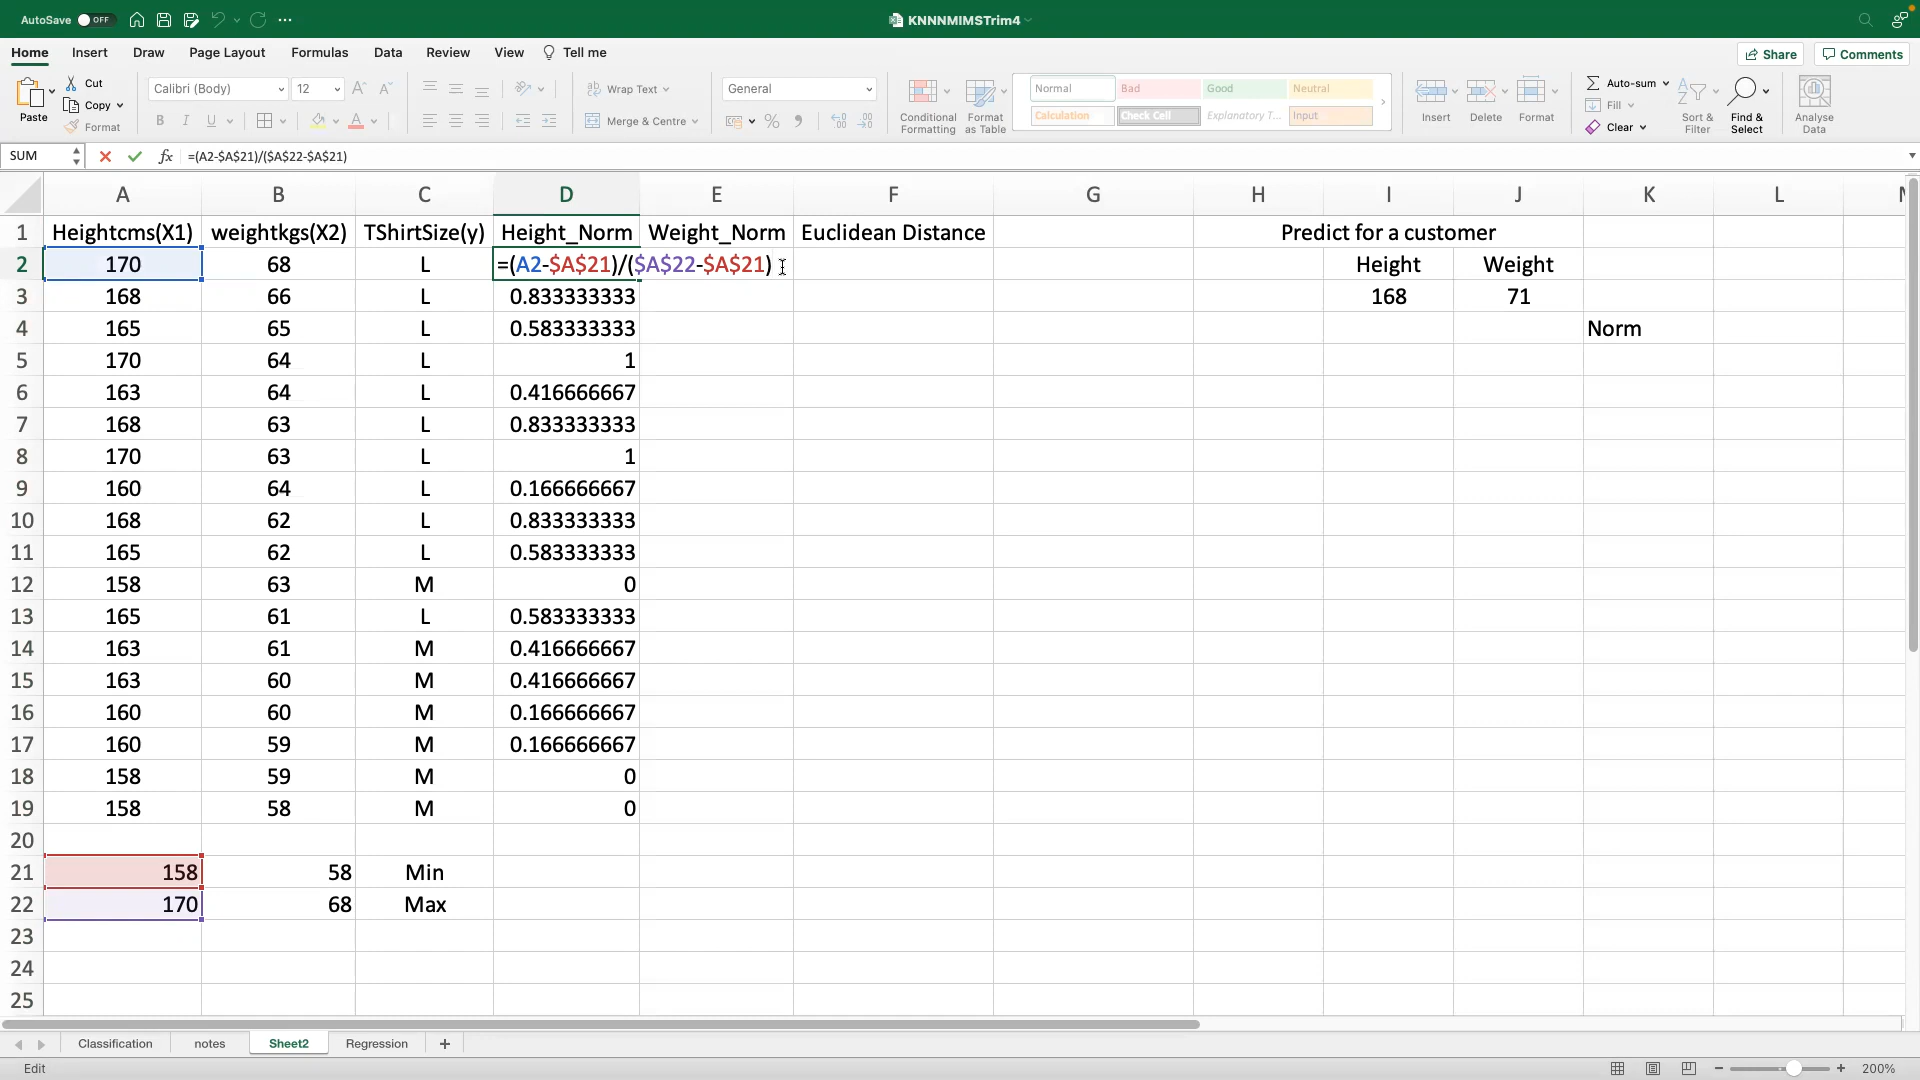 AutoSave OFF
KNNNMIMSTrim4
Home Insert Draw Page Layout Formulas Data Review View Tell me
Share Comments
Paste Cut Copy Format
Calibri (Body) 12
Wrap Text
Merge & Centre
General
Conditional Formatting
Format as Table
Normal Bad Good Neutral
Calculation Check Cell Explanatory T... Input
Insert Delete Format
Auto-sum
Fill
Clear
Sort & Filter
Find & Select
Analyse Data
SUM fx =(A2-$A$21)/($A$22-$A$21)
A B C D E F G H I J K L
1 Heightcms(X1) weightkgs(X2) TShirtSize(y) Height_Norm Weight_Norm Euclidean Distance Predict for a customer
2 170 68 L =(A2-$A$21)/($A$22-$A$21) Height Weight
3 168 66 L 0.833333333 168 71
4 165 65 L 0.583333333 Norm
5 170 64 L 1
6 163 64 L 0.416666667
7 168 63 L 0.833333333
8 170 63 L 1
9 160 64 L 0.166666667
10 168 62 L 0.833333333
11 165 62 L 0.583333333
12 158 63 M 0
13 165 61 L 0.583333333
14 163 61 M 0.416666667
15 163 60 M 0.416666667
16 160 60 M 0.166666667
17 160 59 M 0.166666667
18 158 59 M 0
19 158 58 M 0
20
21 158 58 Min
22 170 68 Max
23
24
25
Classification notes Sheet2 Regression +
Edit 200%